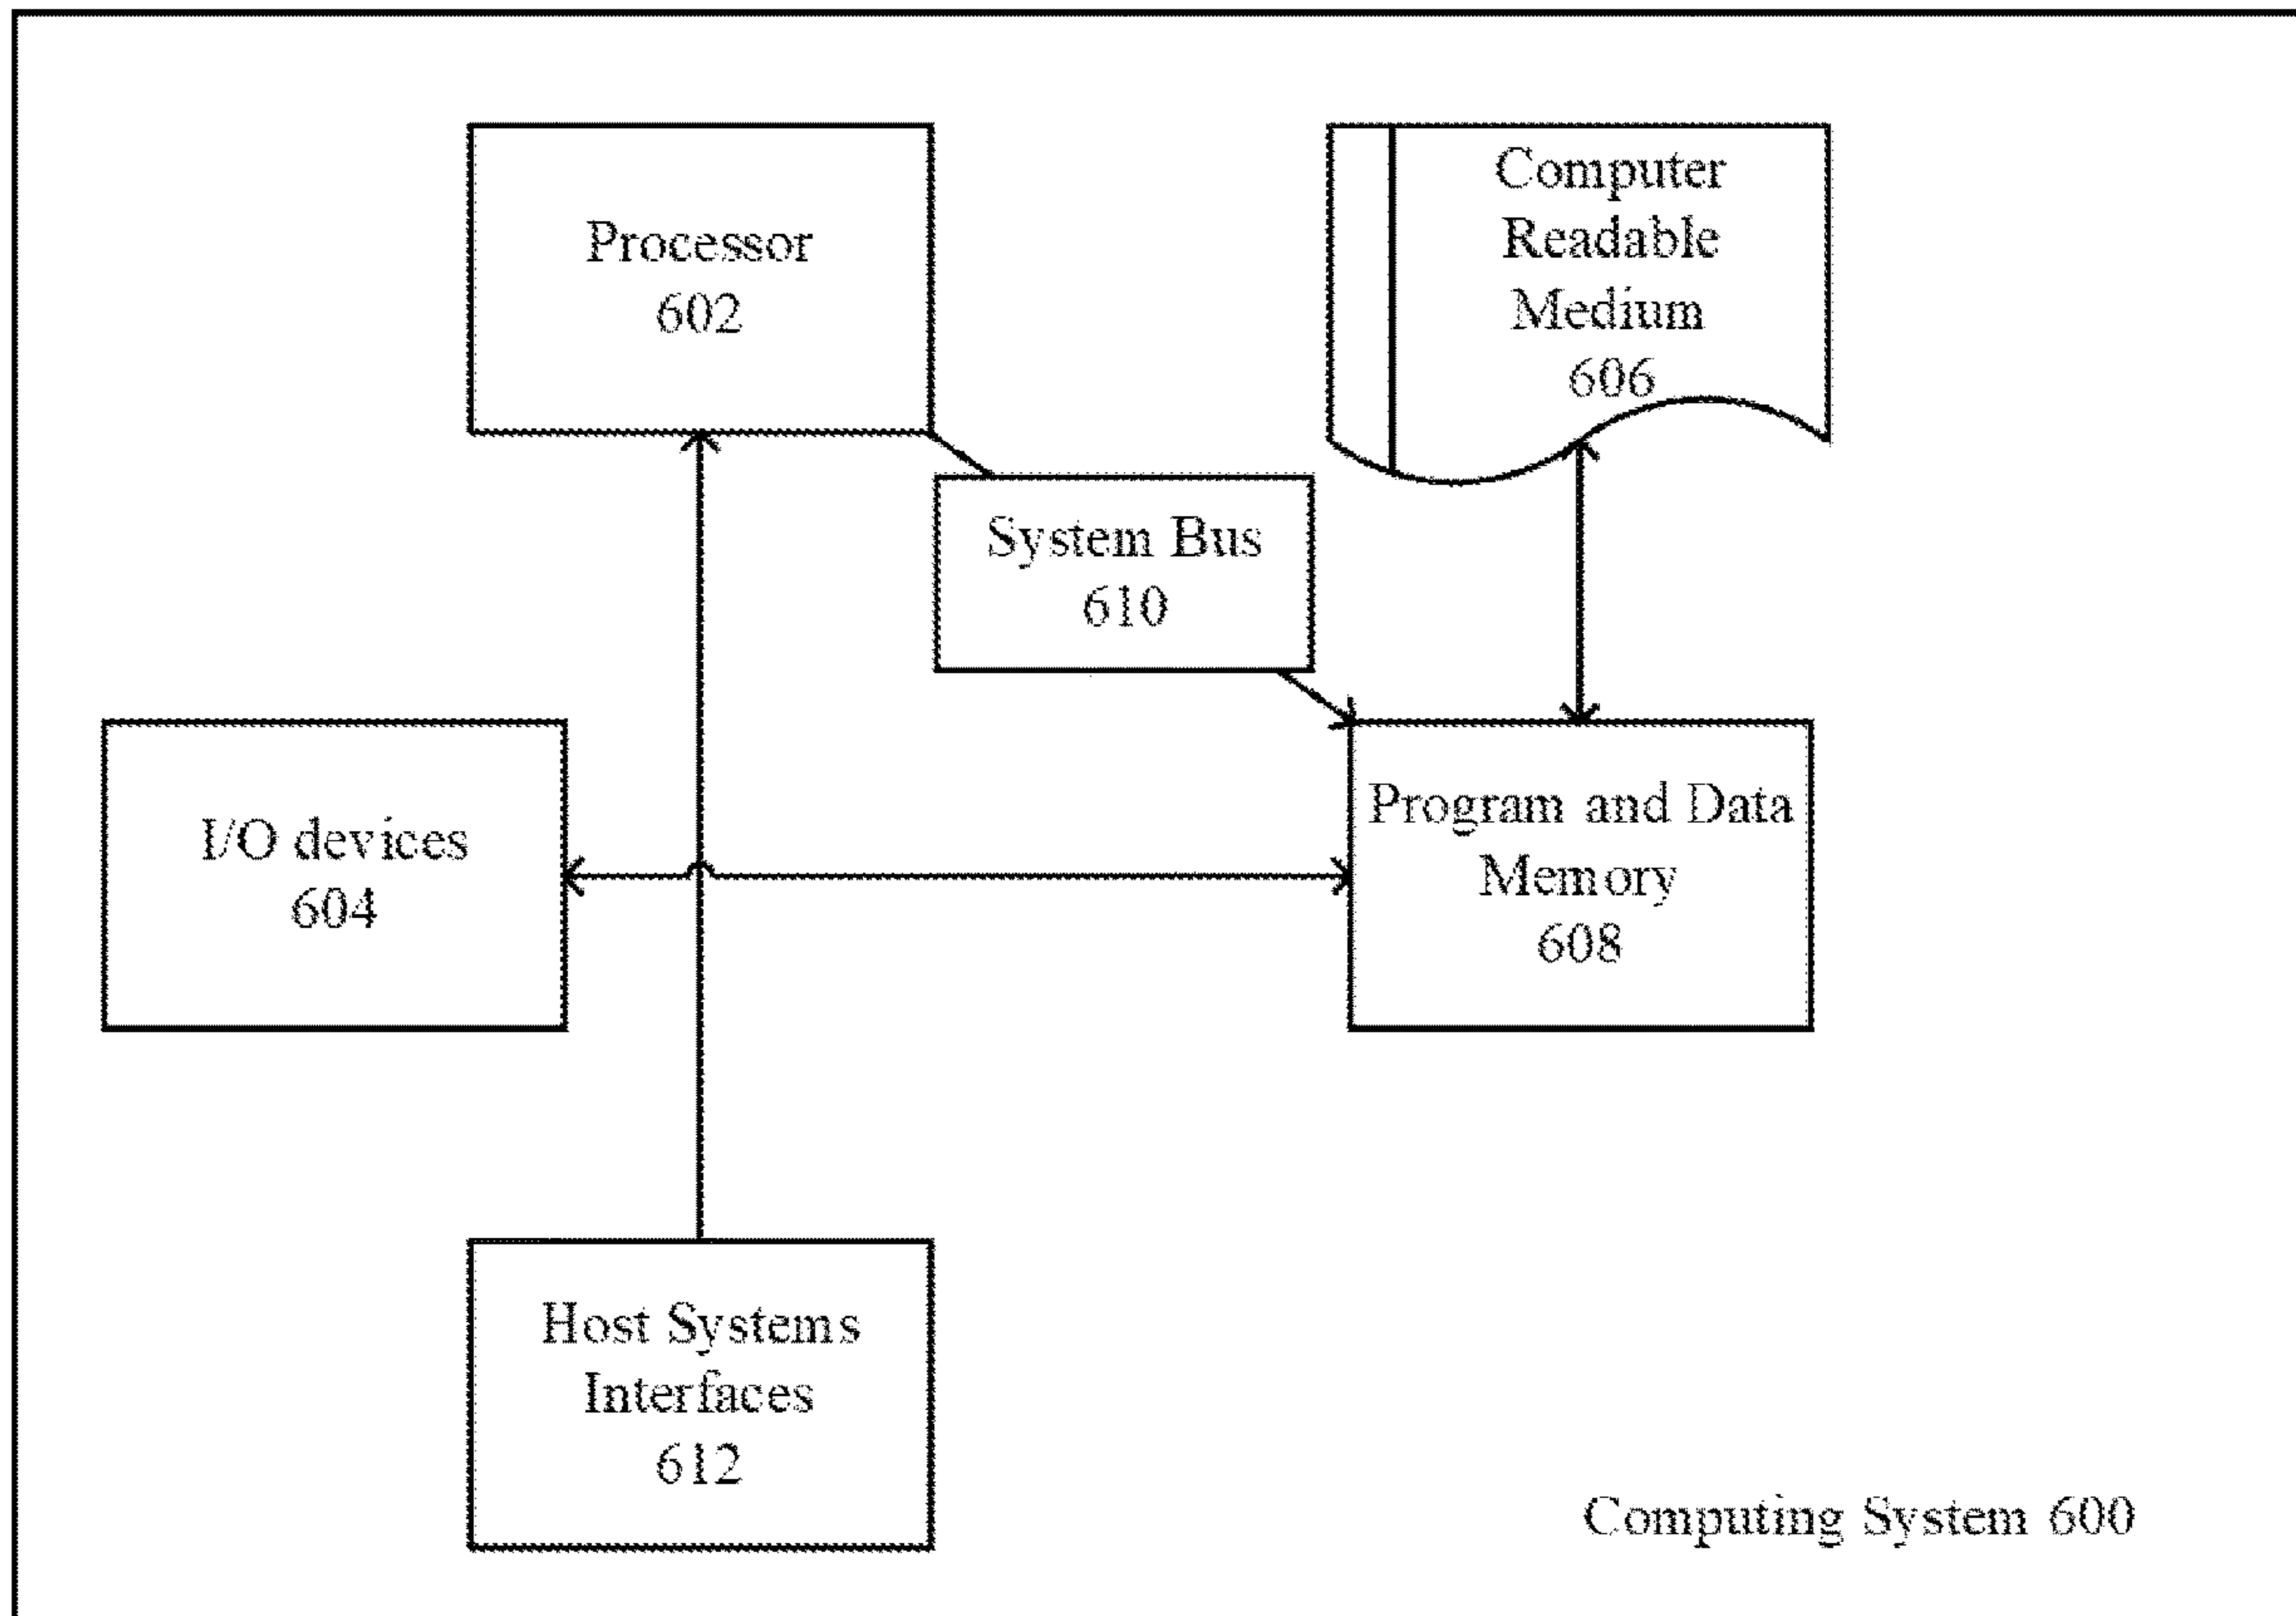 Processor
602
Computer
Readable
Medium
606
System Bus
610
I/O devices
604
Program and Data
Memory
608
Host Systems
Interfaces
612
Computing System 600